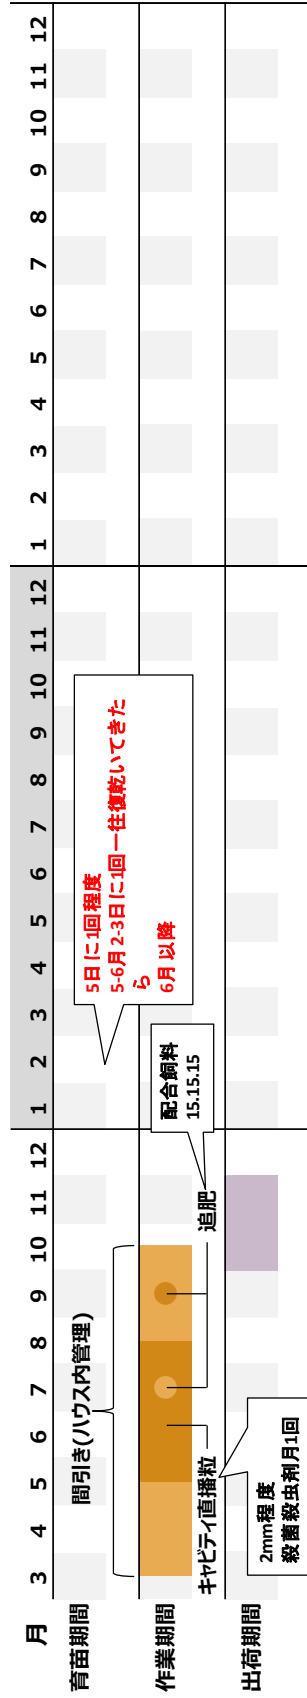 月 3 4 5 6 7 8 9 10 11 12 1 2 3 4 5 6 7 8 9 10 11 12 1 2 3 4 5 6 7 8 9 10 11 12
育苗期間
間引き(ハウス内管理)
5日に1回程度
5-6月 2-3日に1回一往復乾いてきた
ら
6月以降
作業期間
配合飼料
15.15.15
キャビティ直播粒
追肥
2mm程度
殺菌殺虫剤月1回
出荷期間